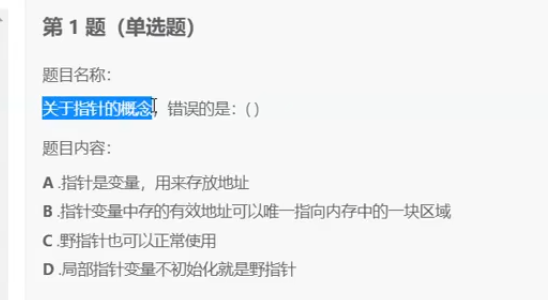 第 1 题（单选题）
题目名称：
关于指针的概念，错误的是：( )
题目内容：
A .指针是变量，用来存放地址
B .指针变量中存的有效地址可以唯一指向内存中的一块区域
C .野指针也可以正常使用
D .局部指针变量不初始化就是野指针